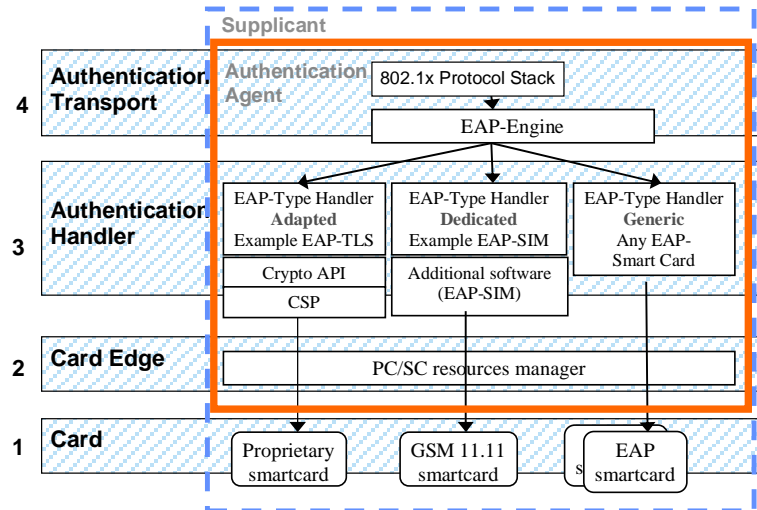 Supplicant
Authentication
Transport
4
Authentication
Agent
802.1x Protocol Stack
EAP-Engine
Authentication
Handler
3
EAP-Type Handler
Adapted
Example EAP-TLS
Crypto API
CSP
EAP-Type Handler
Dedicated
Example EAP-SIM
Additional software
(EAP-SIM)
EAP-Type Handler
Generic
Any EAP-
Smart Card
2
Card Edge
PC/SC resources manager
1
Card
Proprietary
smartcard
GSM 11.11
smartcard
s
EAP
smartcard